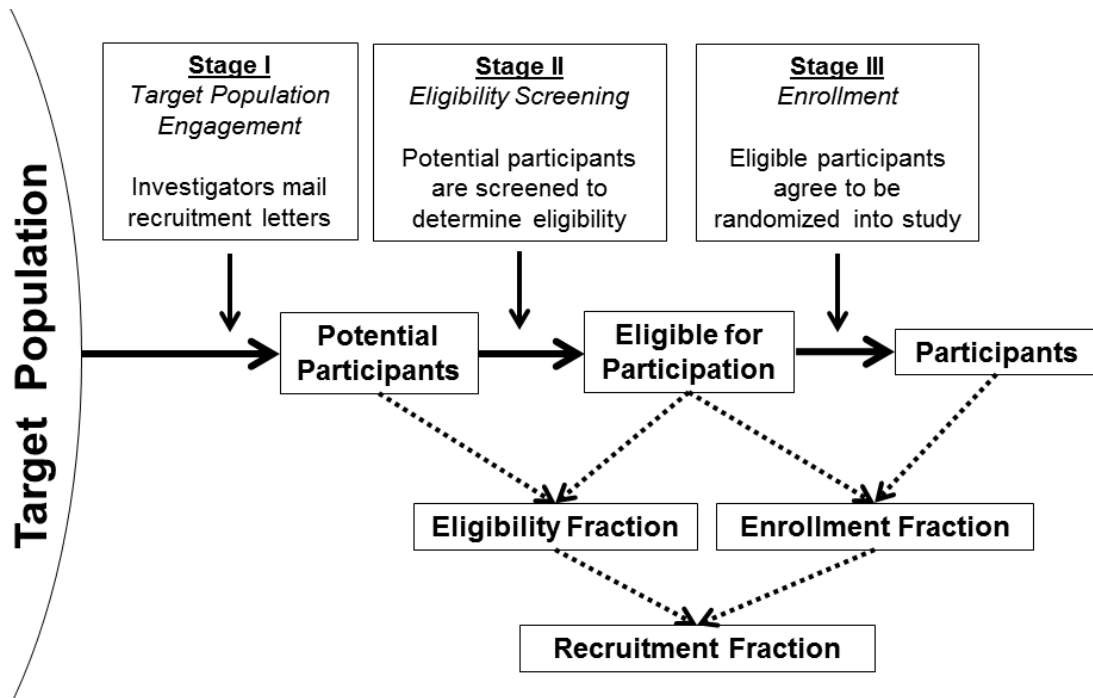 Target Population
Stage I
Target Population
Engagement
Investigators mail
recruitment letters
Stage II
Eligibility Screening
Potential participants
are screened to
determine eligibility
Stage III
Enrollment
Eligible participants
agree to be
randomized into study
Potential
Participants
Eligible for
Participation
Participants
Eligibility Fraction
Enrollment Fraction
Recruitment Fraction